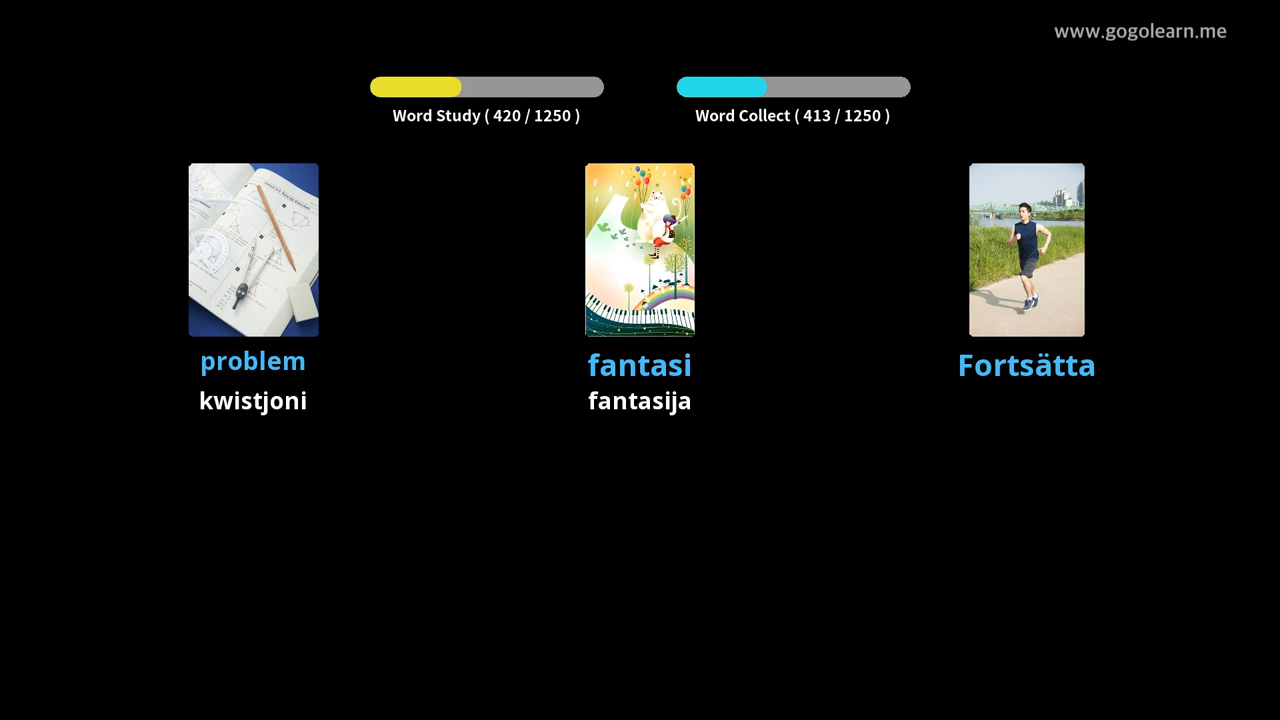 www.gogolearn.me
Word Study ( 420 / 1250 )
Word Collect ( 413 / 1250 )
problem
kwistjoni
fantasi
fantasija
Fortsätta